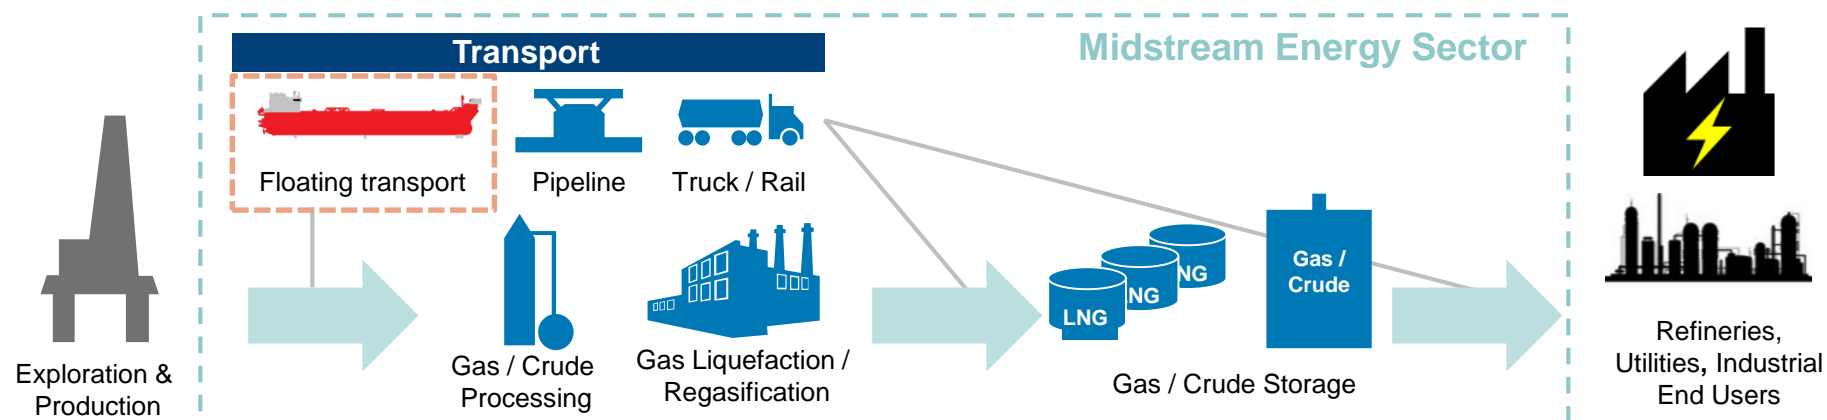 Transport
Midstream Energy Sector
Floating transport
Pipeline
Truck / Rail
Exploration &
Production
Gas / Crude
Processing
Gas Liquefaction /
Regasification
LNG
LNG
NG
Gas /
Crude
Gas / Crude Storage
Refineries,
Utilities, Industrial
End Users